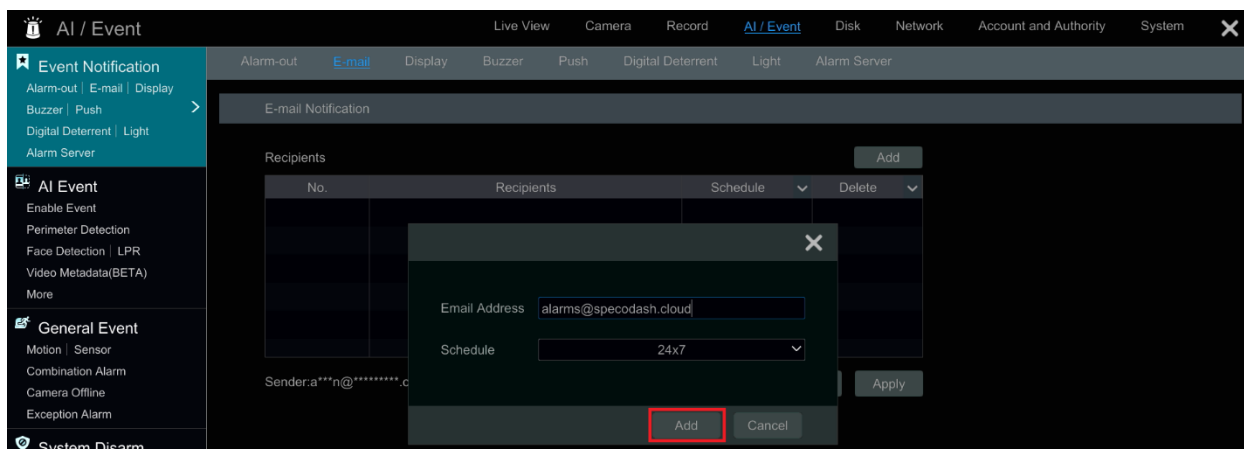 AI / Event
Live View Camera Record AI / Event Disk Network Account and Authority System
Event Notification
Alarm-out | E-mail | Display
Buzzer | Push
Digital Deterrent | Light
Alarm Server
Alarm-out E-mail Display Buzzer Push Digital Deterrent Light Alarm Server
E-mail Notification
Recipients
Add
No. Recipients Schedule Delete
AI Event
Enable Event
Perimeter Detection
Face Detection | LPR
Video Metadata(BETA)
More
General Event
Motion | Sensor
Combination Alarm
Camera Offline
Exception Alarm
System Disarm
Email Address alarms@specodash.cloud
Schedule 24x7
Add Cancel
Sender:a***n@*********.c
Apply